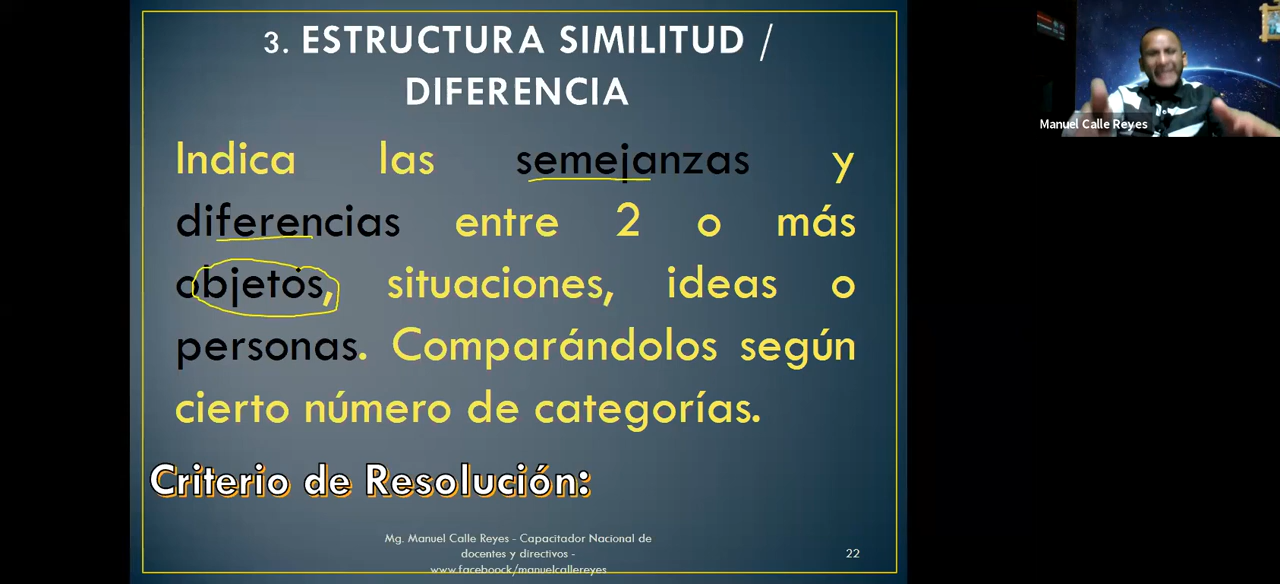 3. ESTRUCTURA SIMILITUD /
DIFERENCIA
Indica las semejanzas y
diferencias entre 2 o más
objetos, situaciones, ideas o
personas. Comparándolos según
cierto número de categorías.
Criterio de Resolución:
Mg. Manuel Calle Reyes - Capacitador Nacional de
docentes y directivos -
www.faceboock/manuelcallereyes
22
Manuel Calle Reyes